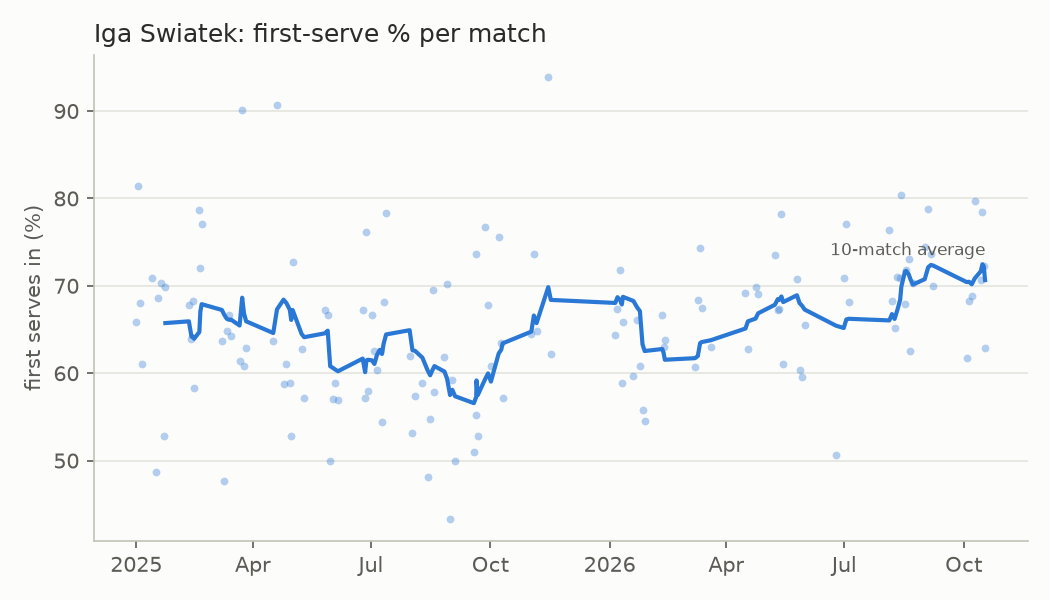 Iga Swiatek: first-serve % per match
first serves in (%)
90
80
70
60
50
10-match average
2025
Apr
Jul
Oct
2026
Apr
Jul
Oct